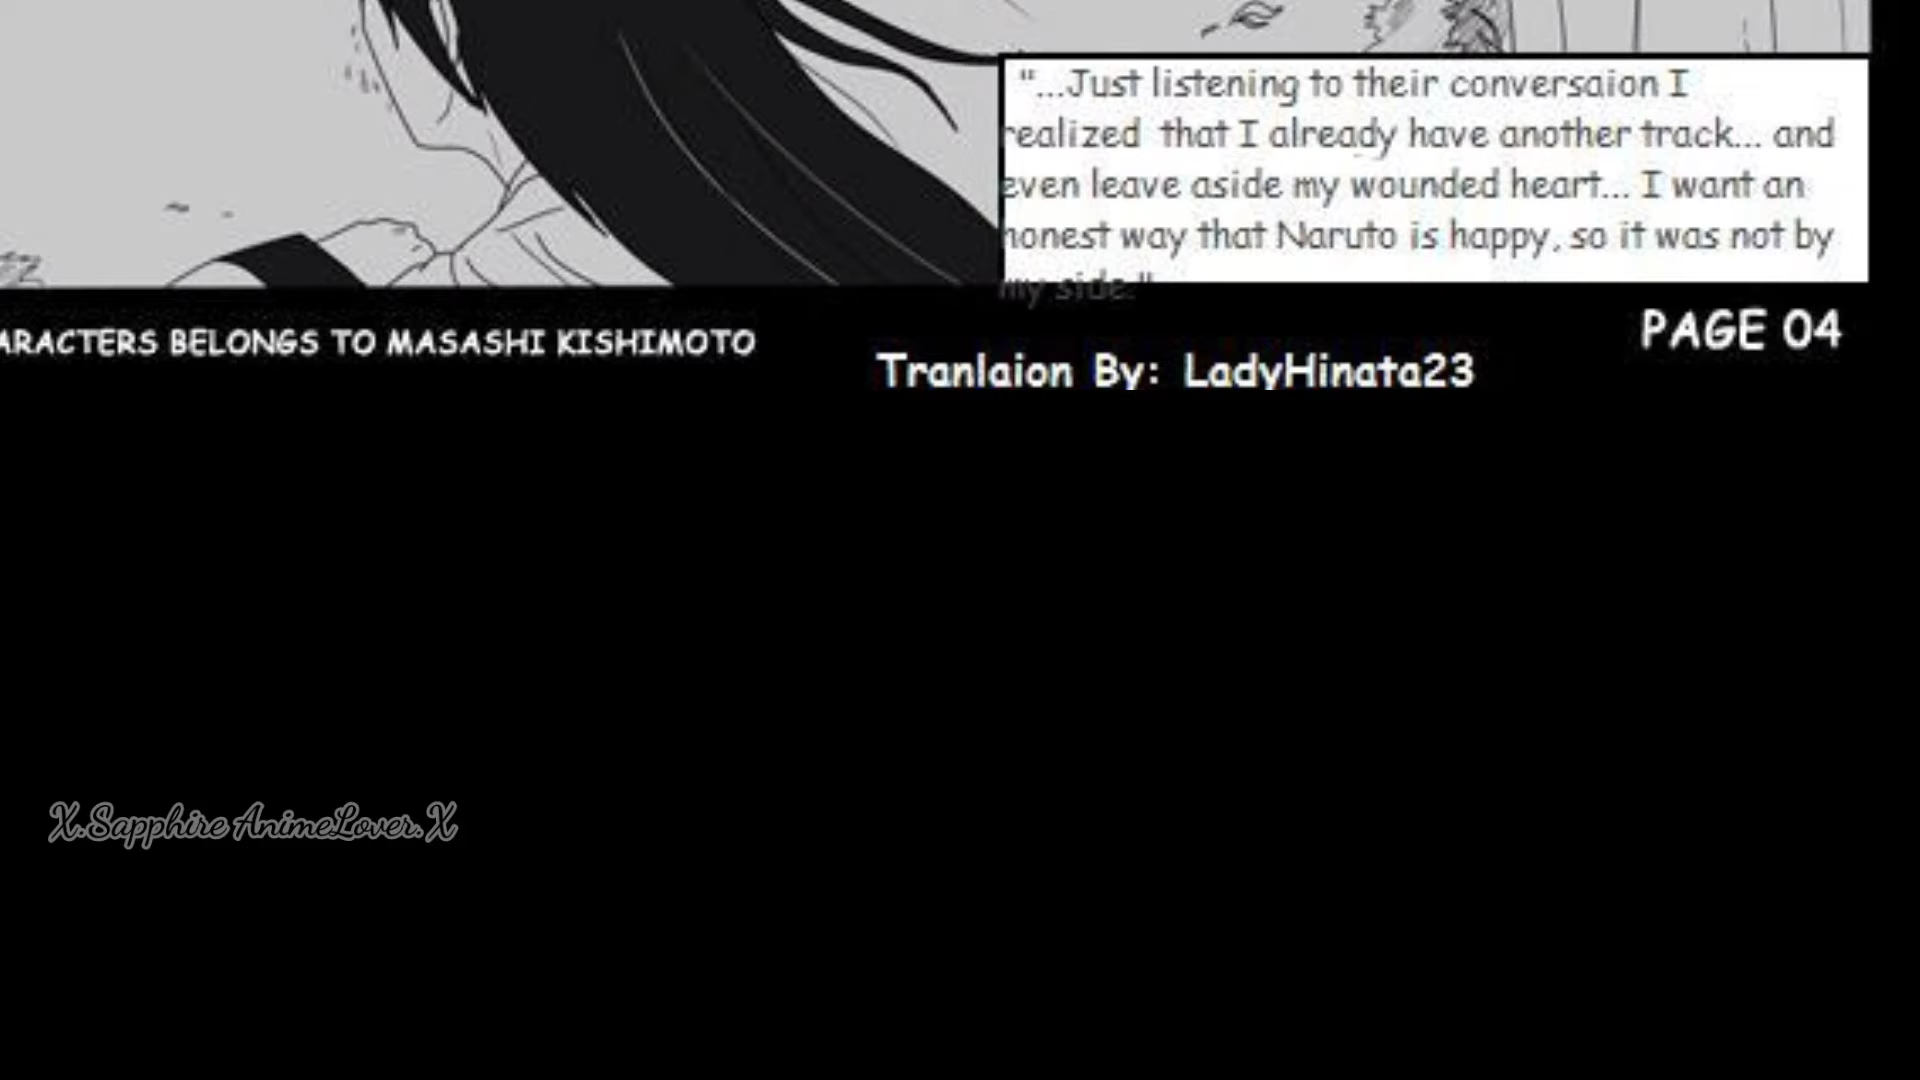 "...Just listening to their conversaion I
realized that I already have another track... and
even leave aside my wounded heart... I want an
honest way that Naruto is happy, so it was not by
my side."
ARACTERS BELONGS TO MASASHI KISHIMOTO
PAGE 04
Tranlaion By: LadyHinata23
X.Sapphire AnimeLover.X